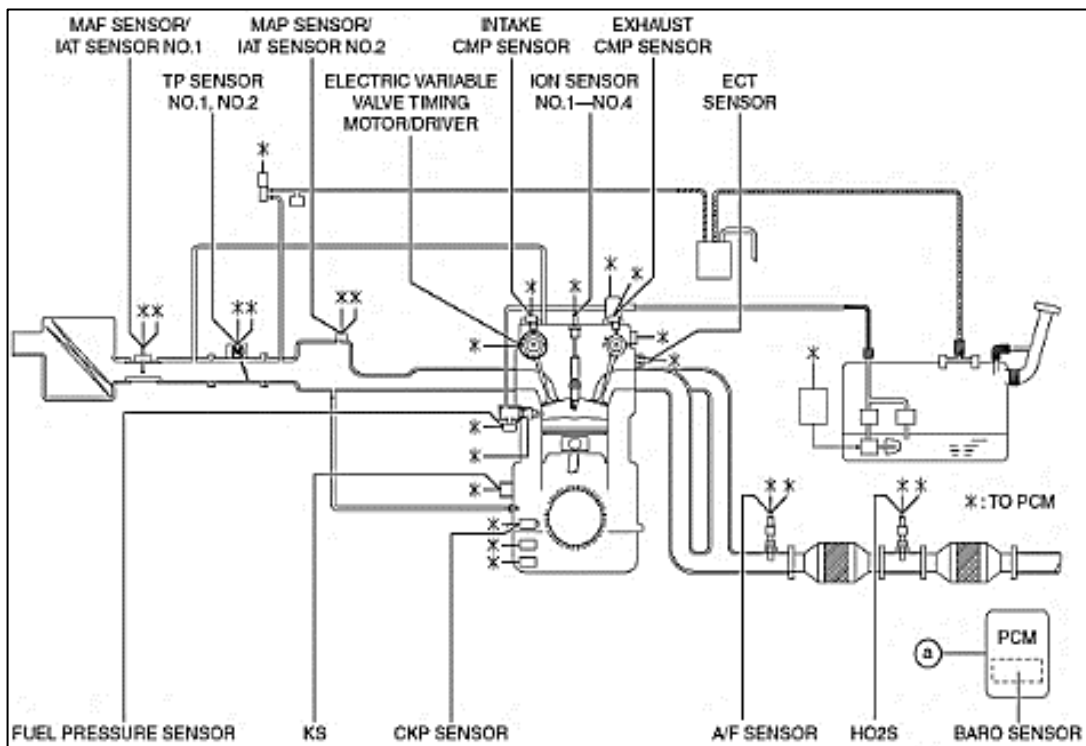 MAF SENSOR/
IAT SENSOR NO.1
MAP SENSOR/
IAT SENSOR NO.2
INTAKE
CMP SENSOR
EXHAUST
CMP SENSOR
TP SENSOR
NO.1, NO.2
ELECTRIC VARIABLE
VALVE TIMING
MOTOR/DRIVER
ION SENSOR
NO.1—NO.4
ECT
SENSOR
M
*: TO PCM
a
PCM
FUEL PRESSURE SENSOR
KS
CKP SENSOR
A/F SENSOR
HO2S
BARO SENSOR